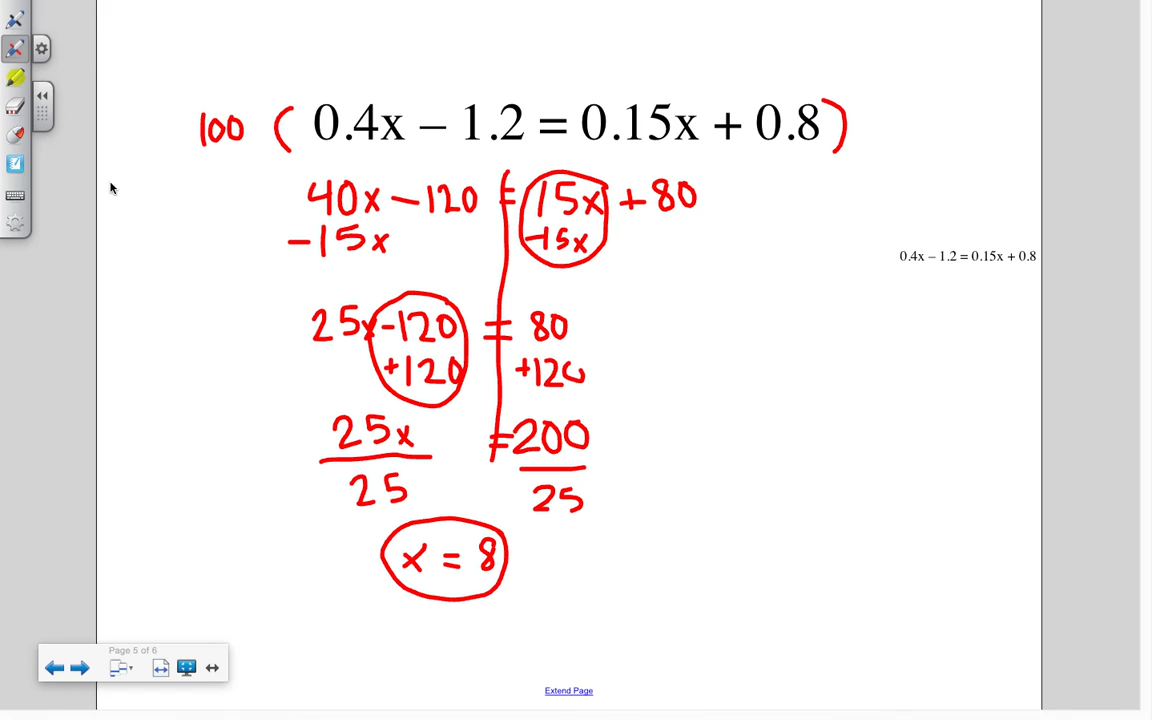 100 ( 0.4x – 1.2 = 0.15x + 0.8 )
40x – 120 = 15x + 80
–15x –15x
0.4x – 1.2 = 0.15x + 0.8
25x – 120 = 80
+120 +120
25x = 200
25 25
x = 8
Page 5 of 6
Extend Page